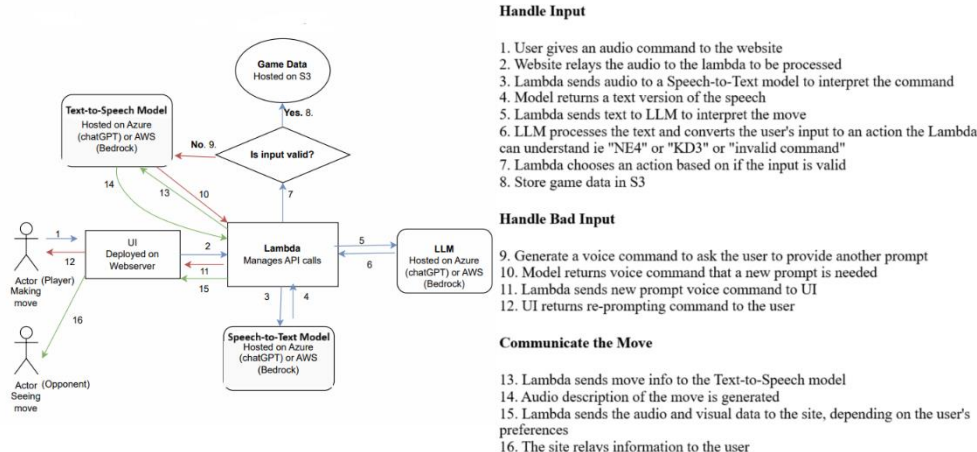 Game Data
Hosted on S3
Text-to-Speech Model
Hosted on Azure
(chatGPT) or AWS
(Bedrock)
Yes. 8.
No. 9.
Is input valid?
14
13
10
7
1
12
UI
Deployed on
Webserver
2
11
15
Lambda
Manages API calls
5
6
LLM
Hosted on Azure
(chatGPT) or AWS
(Bedrock)
Actor (Player)
Making
move
16
3
4
Speech-to-Text Model
Hosted on Azure
(chatGPT) or AWS
(Bedrock)
Actor (Opponent)
Seeing
move
Handle Input
1. User gives an audio command to the website
2. Website relays the audio to the lambda to be processed
3. Lambda sends audio to a Speech-to-Text model to interpret the command
4. Model returns a text version of the speech
5. Lambda sends text to LLM to interpret the move
6. LLM processes the text and converts the user's input to an action the Lambda
can understand ie "NE4" or "KD3" or "invalid command"
7. Lambda chooses an action based on if the input is valid
8. Store game data in S3
Handle Bad Input
9. Generate a voice command to ask the user to provide another prompt
10. Model returns voice command that a new prompt is needed
11. Lambda sends new prompt voice command to UI
12. UI returns re-prompting command to the user
Communicate the Move
13. Lambda sends move info to the Text-to-Speech model
14. Audio description of the move is generated
15. Lambda sends the audio and visual data to the site, depending on the user's
preferences
16. The site relays information to the user